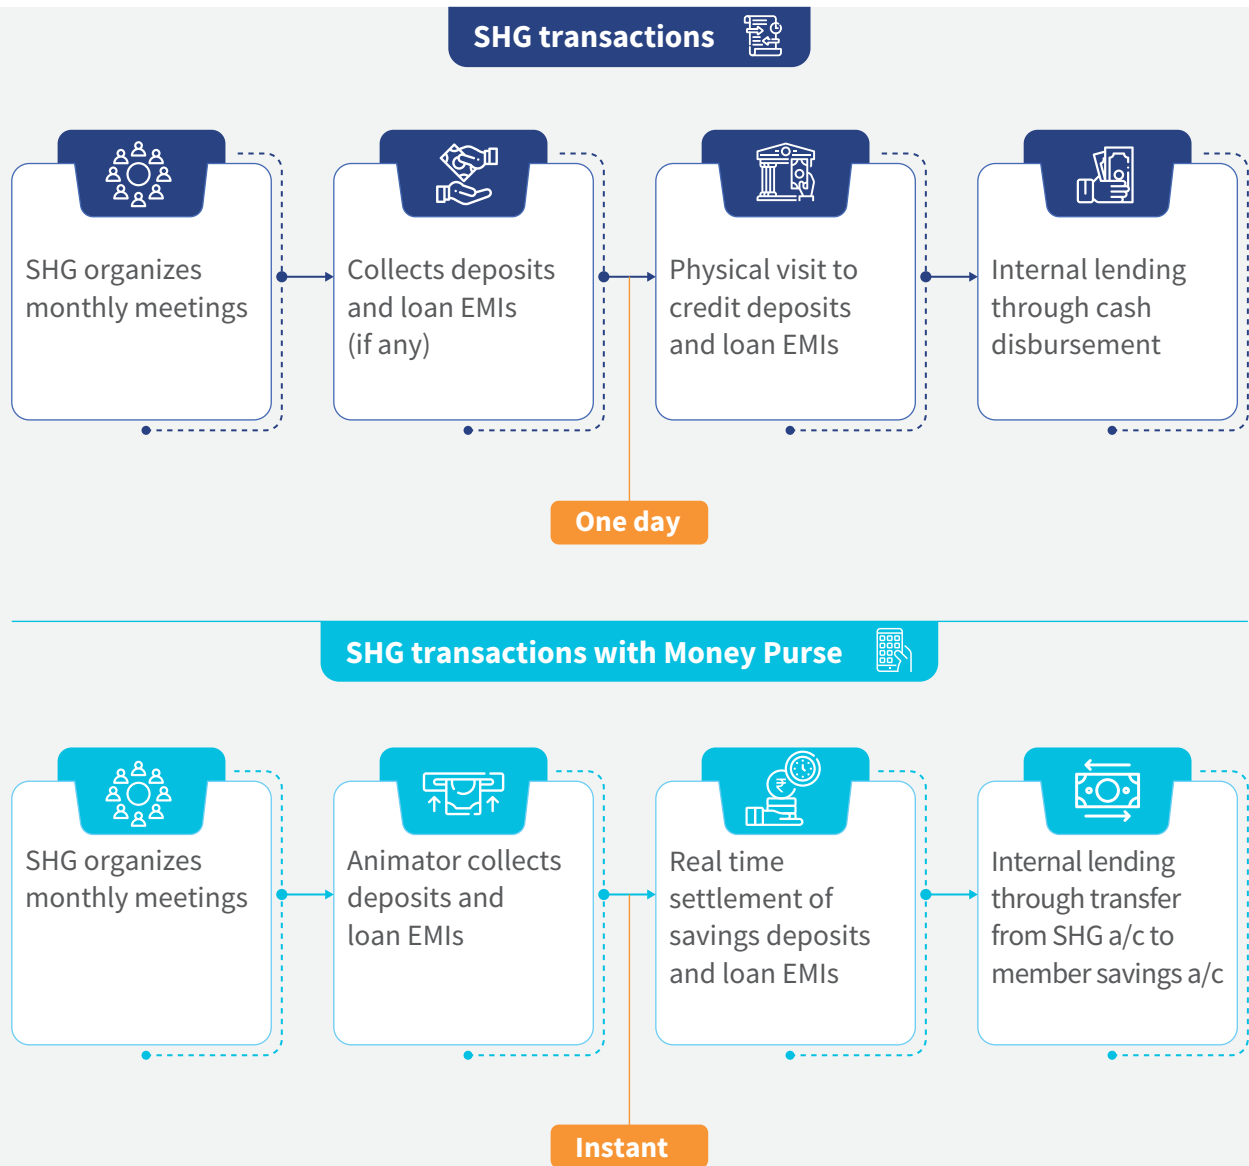 SHG transactions
SHG organizes
monthly meetings
Collects deposits
and loan EMIs
(if any)
Physical visit to
credit deposits
and loan EMIs
Internal lending
through cash
disbursement
One day
SHG transactions with Money Purse
SHG organizes
monthly meetings
Animator collects
deposits and
loan EMIs
₹
Real time
settlement of
savings deposits
and loan EMIs
Internal lending
through transfer
from SHG a/c to
member savings a/c
Instant